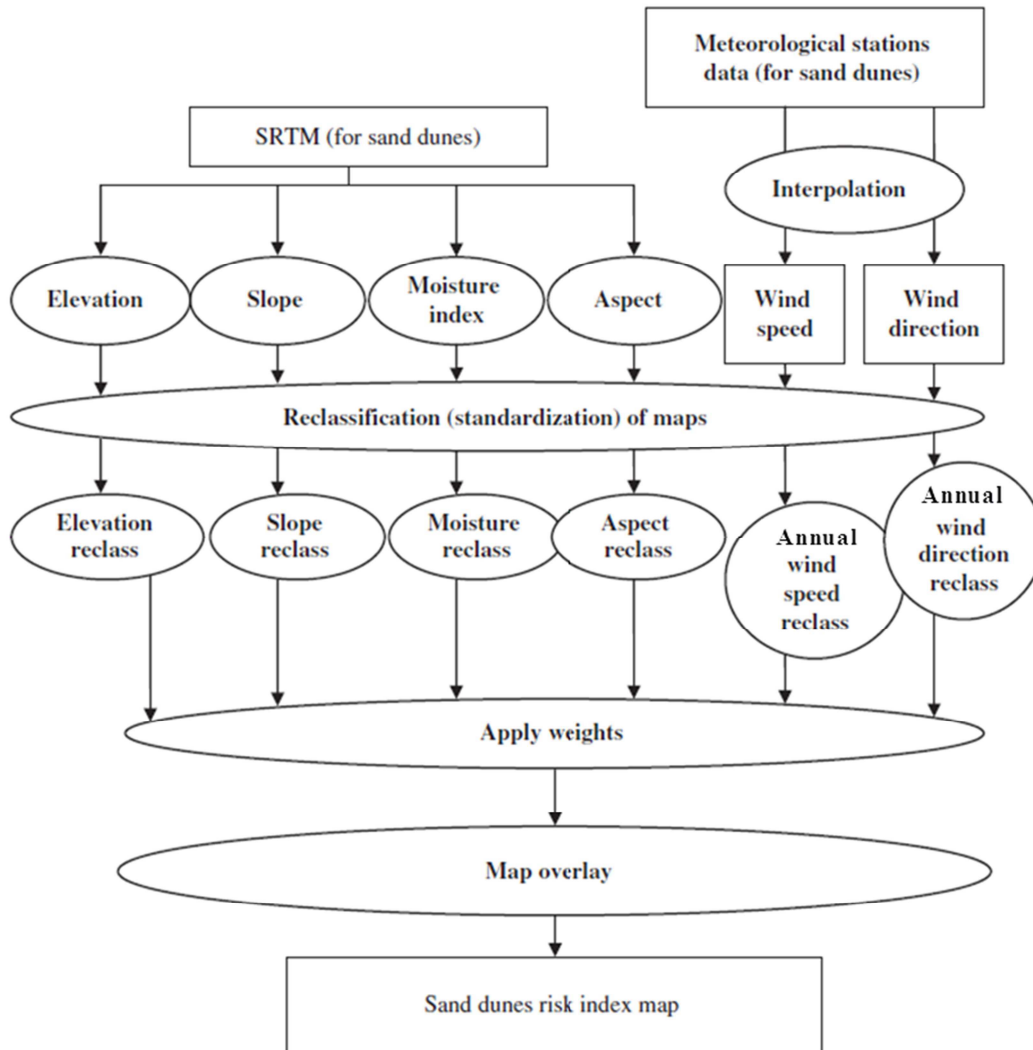 Meteorological stations
data (for sand dunes)
SRTM (for sand dunes)
Interpolation
Elevation
Slope
Moisture
index
Aspect
Wind
speed
Wind
direction
Reclassification (standardization) of maps
Elevation
reclass
Slope
reclass
Moisture
reclass
Aspect
reclass
Annual
wind
speed
reclass
Annual
wind
direction
reclass
Apply weights
Map overlay
Sand dunes risk index map